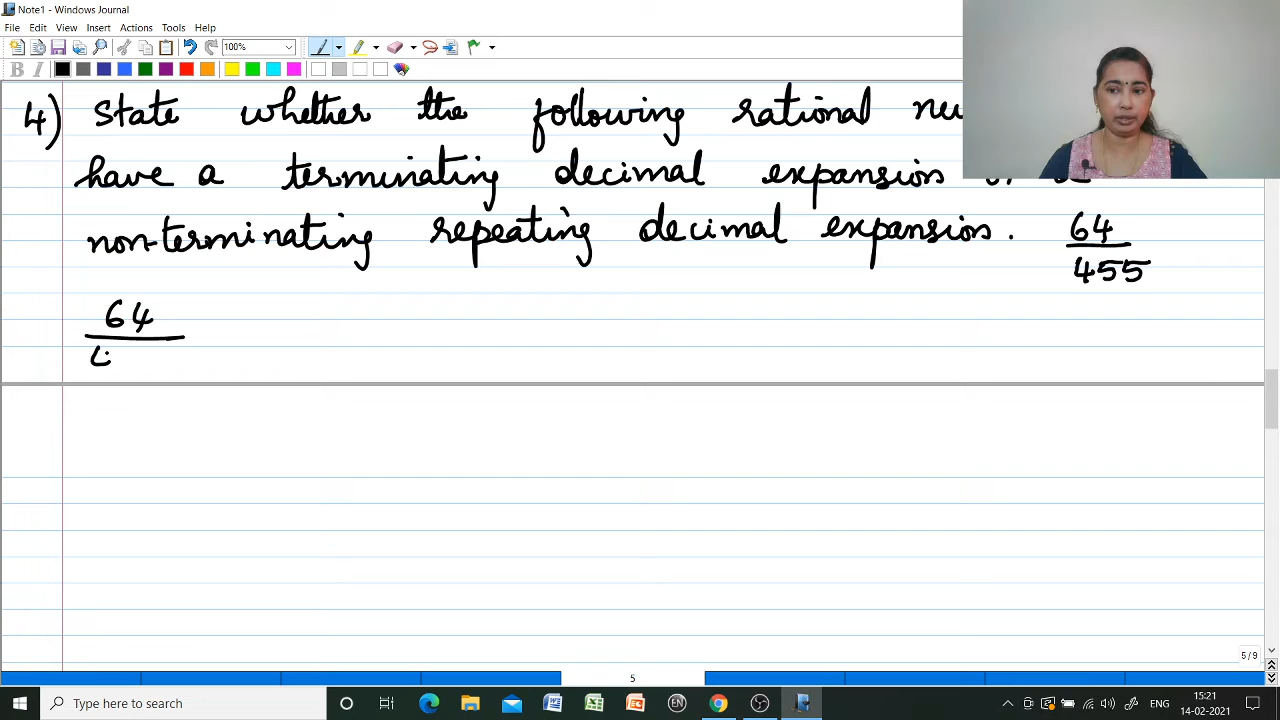 Note1 - Windows Journal
File Edit View Insert Actions Tools Help
100%
B I
4) State whether the following rational
have a terminating decimal expansion
non-terminating repeating decimal expansion. 64
455
64
5 / 9
5
Type here to search
EN
ENG
15:21
14-02-2021